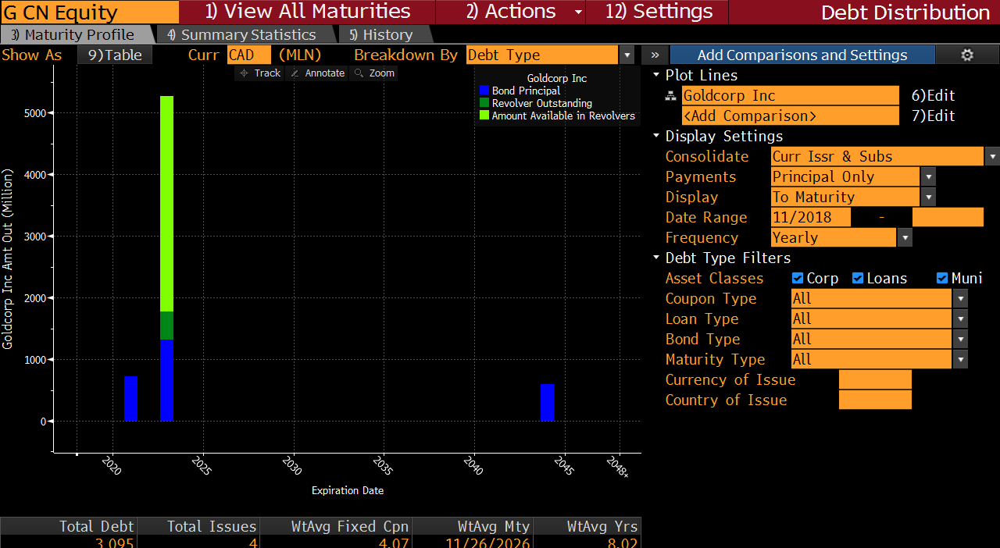 G CN Equity 1) View All Maturities 2) Actions 12) Settings Debt Distribution
3) Maturity Profile 4) Summary Statistics 5) History
Show As 9)Table Curr CAD (MLN) Breakdown By Debt Type » Add Comparisons and Settings
Track Annotate Zoom
Goldcorp Inc
Bond Principal
Revolver Outstanding
Amount Available in Revolvers
Goldcorp Inc Amt Out (Million)
5000
4000
3000
2000
1000
0
2020 2025 2030 2035 2040 2045 2048+
Expiration Date
Plot Lines
Goldcorp Inc 6)Edit
<Add Comparison> 7)Edit
Display Settings
Consolidate Curr Issr & Subs
Payments Principal Only
Display To Maturity
Date Range 11/2018 -
Frequency Yearly
Debt Type Filters
Asset Classes Corp Loans Muni
Coupon Type All
Loan Type All
Bond Type All
Maturity Type All
Currency of Issue
Country of Issue
Total Debt Total Issues WtAvg Fixed Cpn WtAvg Mty WtAvg Yrs
3,095 4 4.07 11/26/2026 8.02